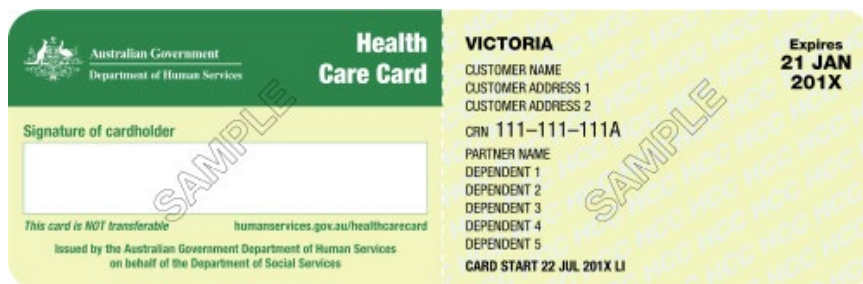 Australian Government
Department of Human Services
Health
Care Card
Signature of cardholder
SAMPLE
This card is NOT transferable humanservices.gov.au/healthcarecard
Issued by the Australian Government Department of Human Services
on behalf of the Department of Social Services
VICTORIA
Expires
21 JAN
201X
CUSTOMER NAME
CUSTOMER ADDRESS 1
CUSTOMER ADDRESS 2
CRN 111–111–111A
PARTNER NAME
DEPENDENT 1
DEPENDENT 2
DEPENDENT 3
DEPENDENT 4
DEPENDENT 5
SAMPLE
CARD START 22 JUL 201X LI